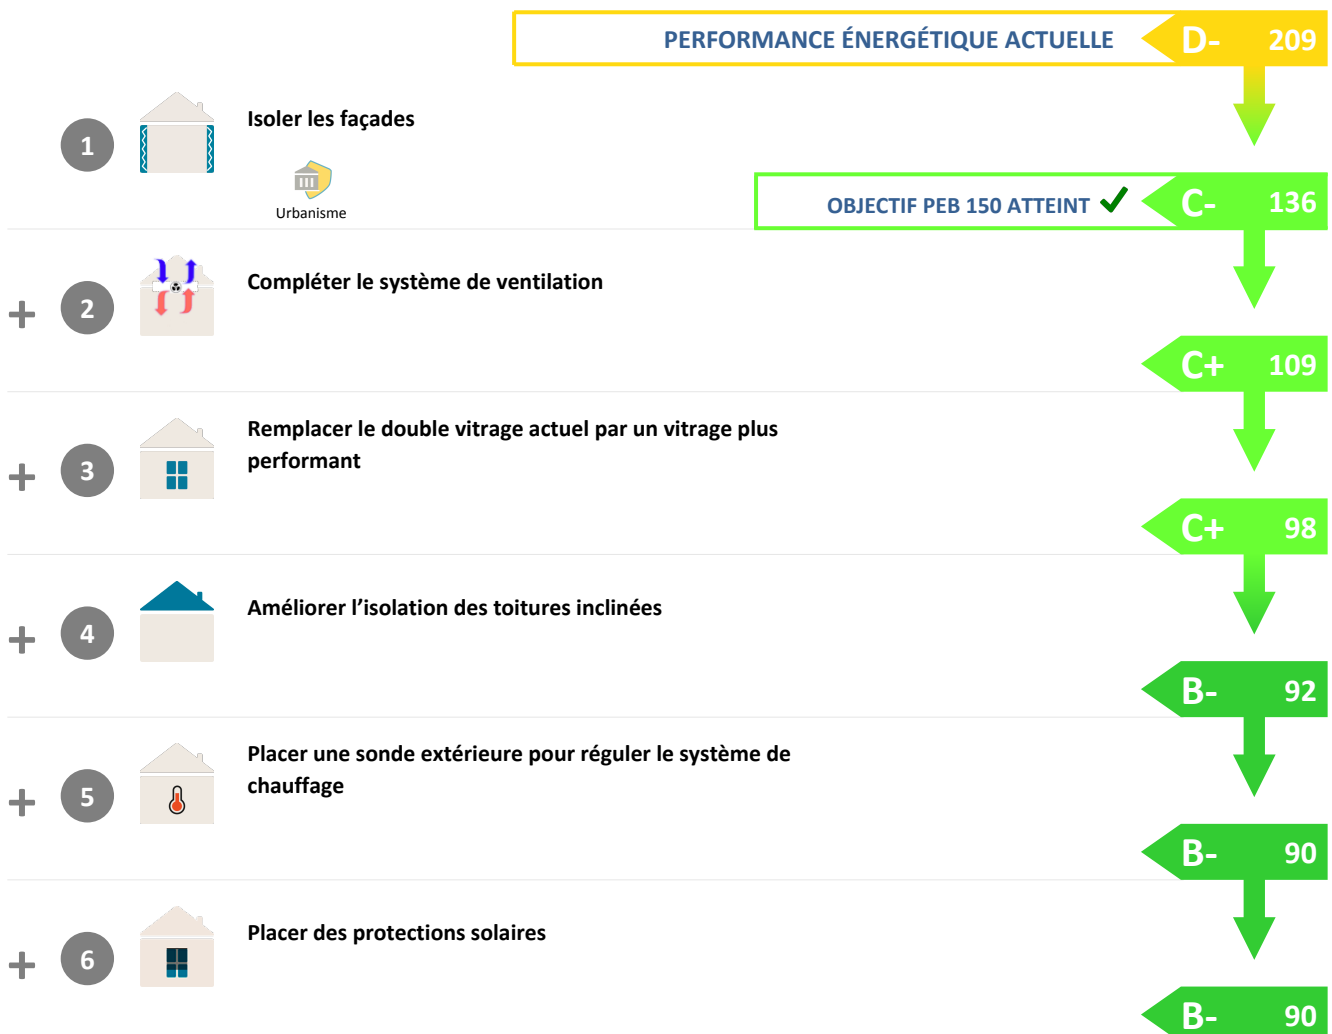 PERFORMANCE ÉNERGÉTIQUE ACTUELLE D- 209
1 Isoler les façades
Urbanisme
OBJECTIF PEB 150 ATTEINT C- 136
+ 2 Compléter le système de ventilation
C+ 109
Remplacer le double vitrage actuel par un vitrage plus
+ 3 performant
C+ 98
+ 4 Améliorer l’isolation des toitures inclinées
B- 92
Placer une sonde extérieure pour réguler le système de
+ 5 chauffage
B- 90
+ 6 Placer des protections solaires
B- 90